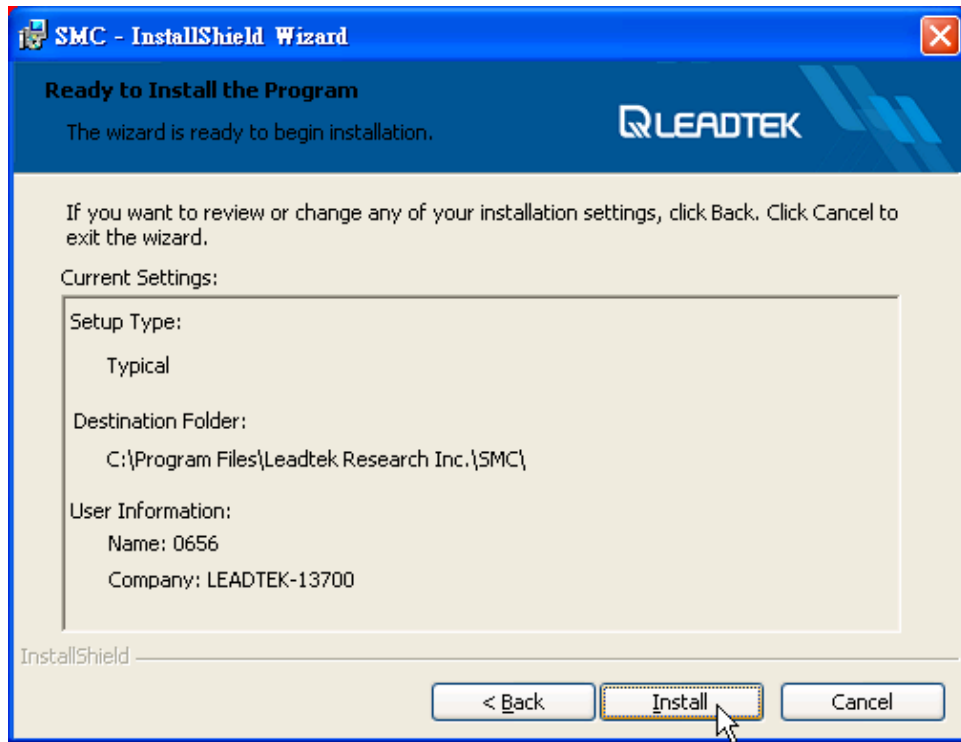 SMC - InstallShield Wizard
Ready to Install the Program
The wizard is ready to begin installation.
LEADTEK
If you want to review or change any of your installation settings, click Back. Click Cancel to
exit the wizard.
Current Settings:
Setup Type:
Typical
Destination Folder:
C:\Program Files\Leadtek Research Inc.\SMC\
User Information:
Name: 0656
Company: LEADTEK-13700
InstallShield
< Back
Install
Cancel